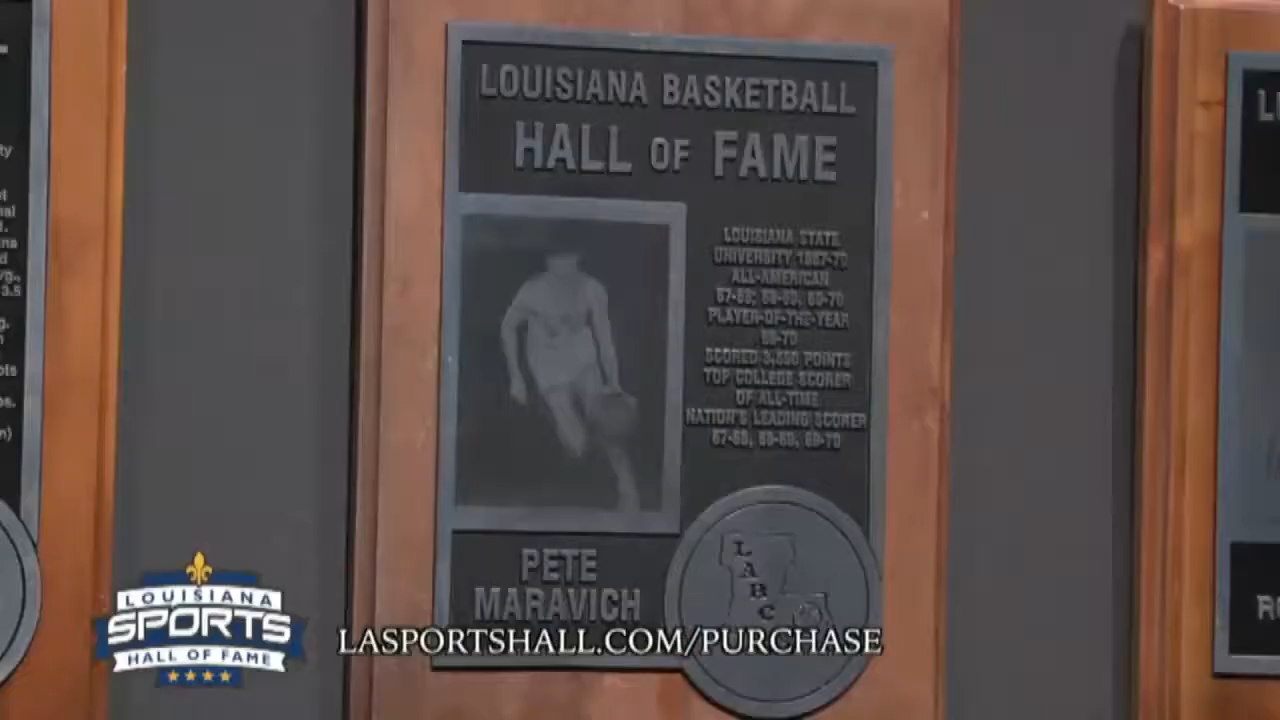 LOUISIANA BASKETBALL
HALL OF FAME
LOUISIANA STATE
UNIVERSITY 1967-70
ALL-AMERICAN
67-68, 68-69, 69-70
PLAYER-OF-THE-YEAR
69-70
SCORED POINTS
TOP COLLEGE SCORER
OF ALL-TIME
NATION'S LEADING SCORER
67-68, 68-69, 69-70
PETE
MARAVICH
LABC
LOUISIANA
SPORTS
HALL OF FAME
LASPORTSHALL.COM/PURCHASE
3.5